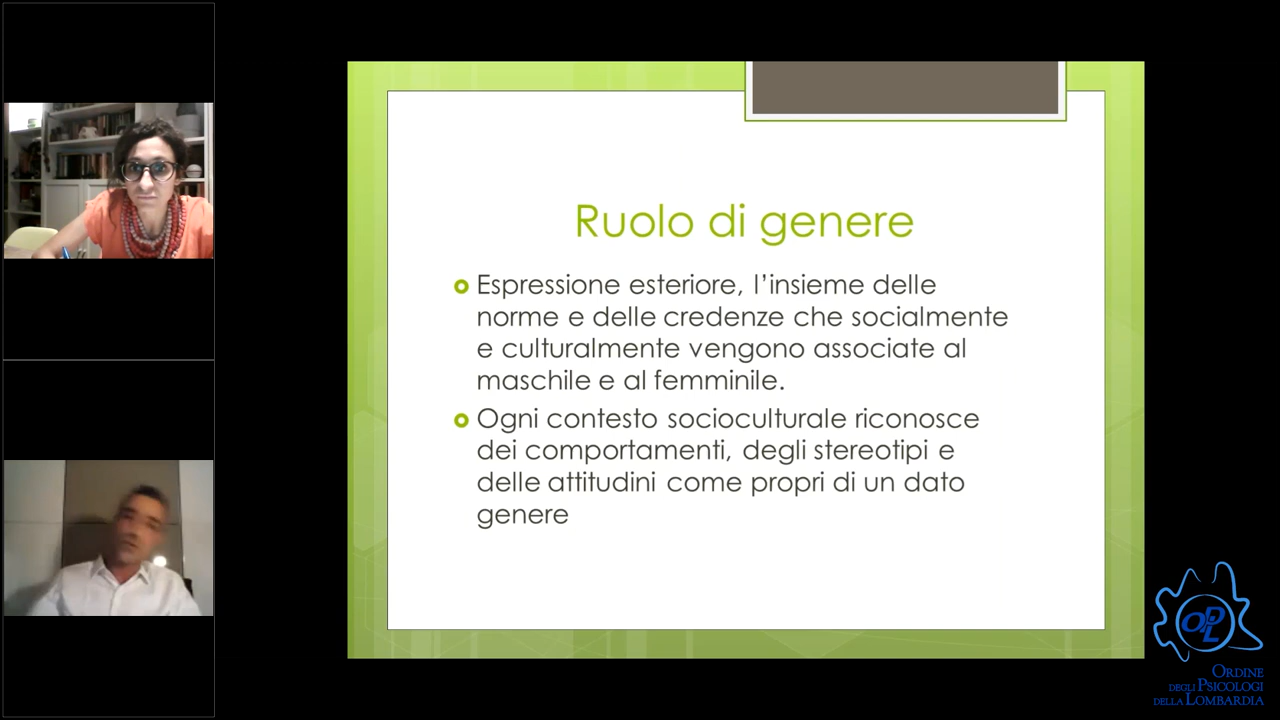 Ruolo di genere
Espressione esteriore, l’insieme delle
norme e delle credenze che socialmente
e culturalmente vengono associate al
maschile e al femminile.
Ogni contesto socioculturale riconosce
dei comportamenti, degli stereotipi e
delle attitudini come propri di un dato
genere
OPL
ORDINE
DEGLI PSICOLOGI
DELLA LOMBARDIA